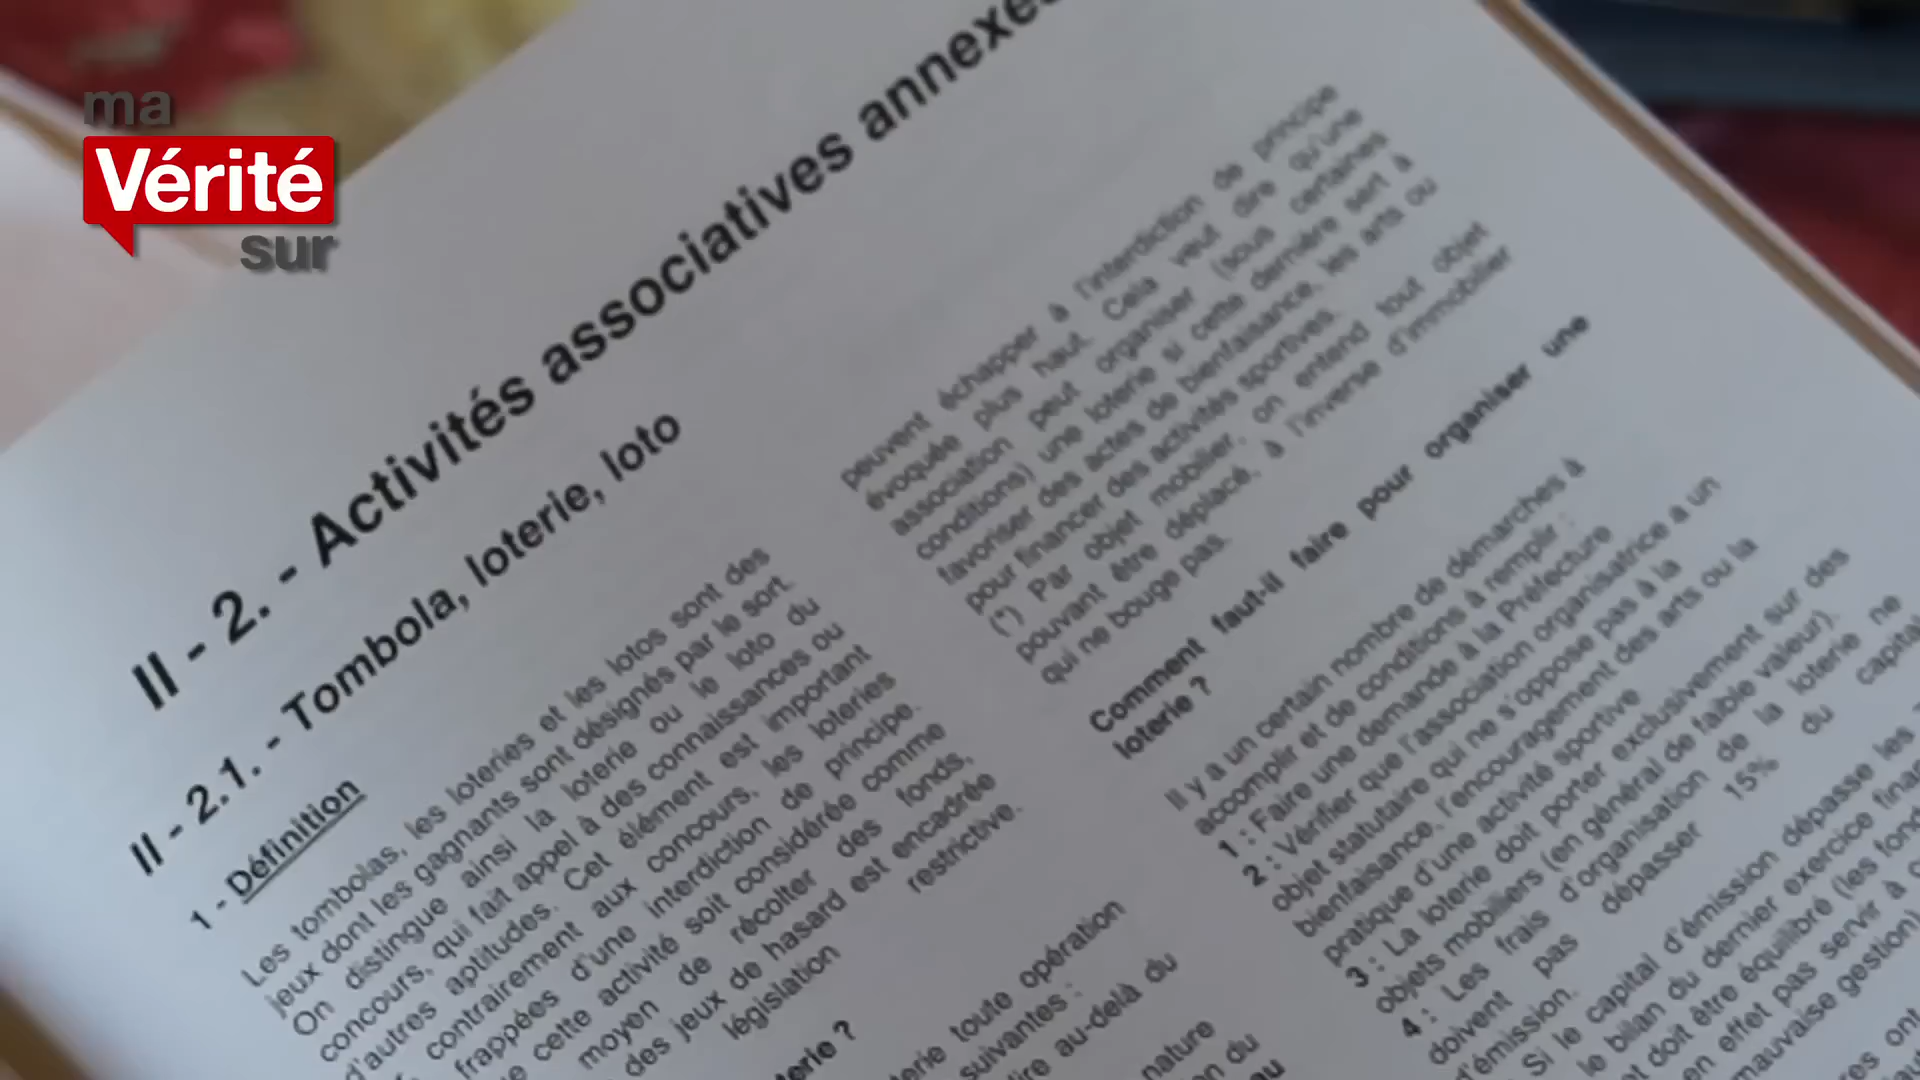 ma
Vérité
sur
II - 2. - Activités associatives annexes
II - 2.1. - Tombola, loterie, loto
1 - Définition
Les tombolas, les loteries et les lotos sont des
jeux dont les gagnants sont désignés par le sort.
On distingue ainsi la loterie ou le loto du
concours, qui fait appel à des connaissances ou
d'autres aptitudes. Cet élément est important
contrairement aux concours, les loteries
frappées d'une interdiction de principe.
cette activité soit considérée comme
moyen de récolter des fonds,
des jeux de hasard est encadrée
législation restrictive.
terie ?
terie toute opération
suivantes :
dire au-delà du
nature
on du
au
peuvent échapper à l'interdiction de principe
évoquée plus haut. Cela veut dire qu'une
association peut organiser (sous certaines
conditions) une loterie si cette dernière sert à
favoriser des actes de bienfaisance, les arts ou
pour financer des activités sportives.
(*) Par objet mobilier, on entend tout objet
pouvant être déplacé, à l'inverse d'immobilier
qui ne bouge pas.
Comment faut-il faire pour organiser une
loterie ?
Il y a un certain nombre de démarches à
accomplir et de conditions à remplir :
1 : Faire une demande à la Préfecture
2 : Vérifier que l'association organisatrice a un
objet statutaire qui ne s'oppose pas à la
bienfaisance, l'encouragement des arts ou la
pratique d'une activité sportive
3 : La loterie doit porter exclusivement sur des
objets mobiliers (en général de faible valeur).
4 : Les frais d'organisation de la loterie ne
doivent pas dépasser 15% du capital
d'émission.
Si le capital d'émission dépasse les
le bilan du dernier exercice finan
t doit être équilibré (les fond
en effet pas servir à c
mauvaise gestion)
res ont